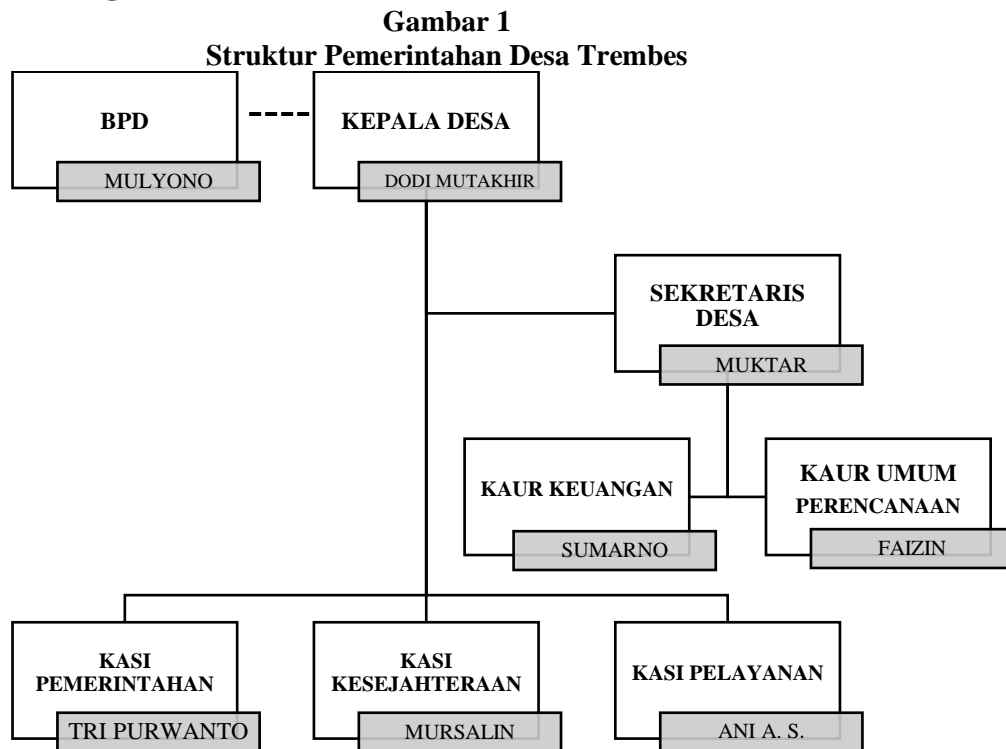 Gambar 1
Struktur Pemerintahan Desa Trembes
BPD
MULYONO
KEPALA DESA
DODI MUTAKHIR
SEKRETARIS
DESA
MUKTAR
KAUR KEUANGAN
SUMARNO
KAUR UMUM
PERENCANAAN
FAIZIN
KASI
PEMERINTAHAN
TRI PURWANTO
KASI
KESEJAHTERAAN
MURSALIN
KASI PELAYANAN
ANI A. S.